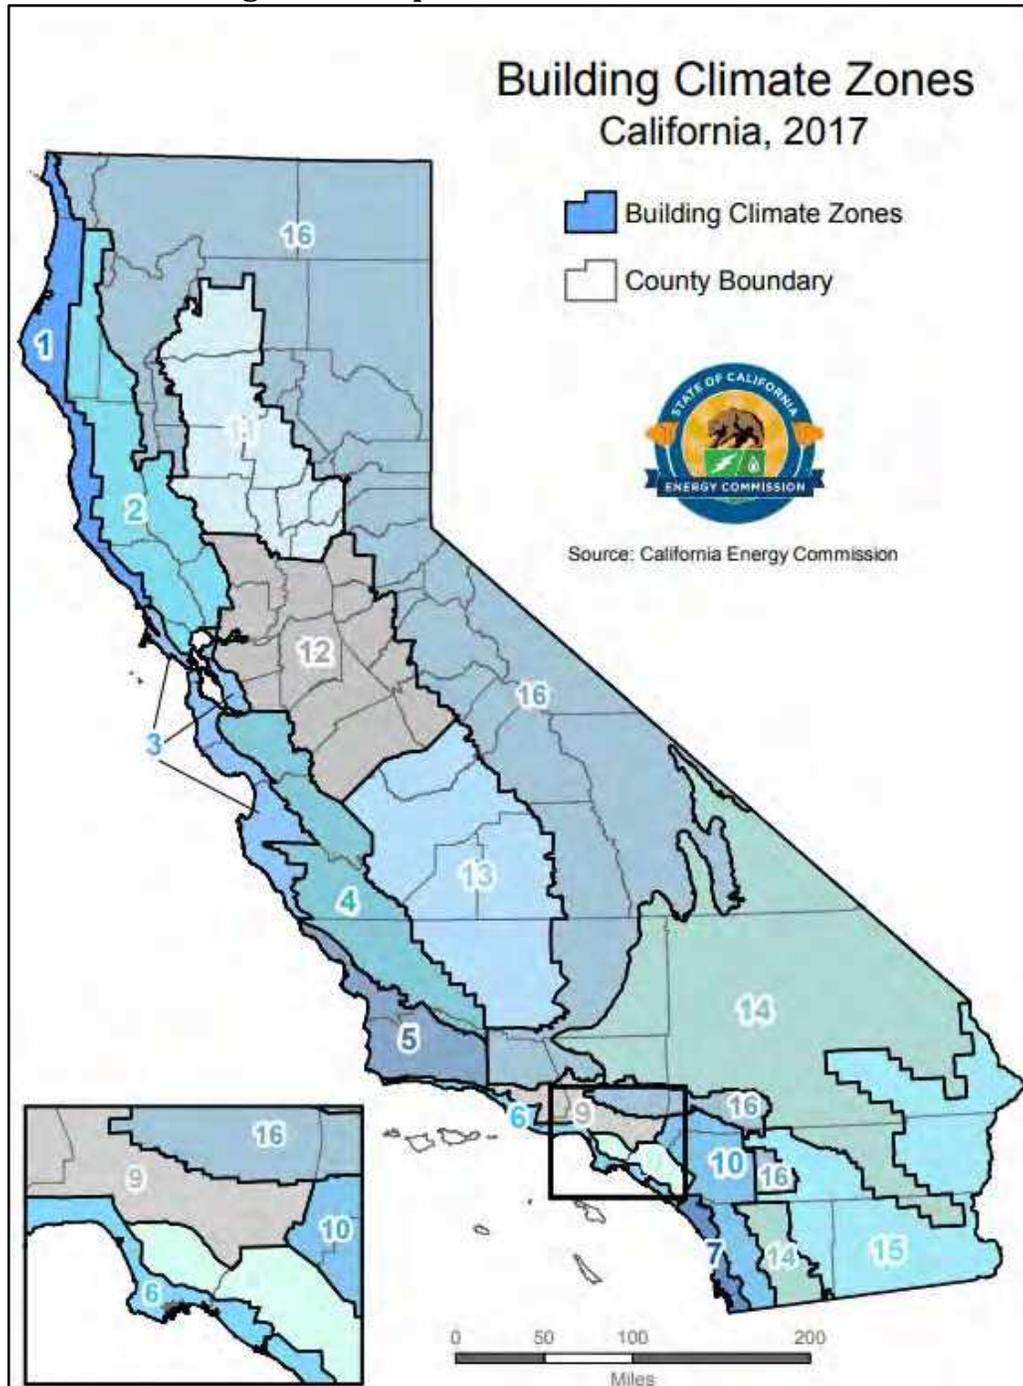 Building Climate Zones
California, 2017
Building Climate Zones
County Boundary
STATE OF CALIFORNIA
ENERGY COMMISSION
Source: California Energy Commission
16
1
11
2
12
16
3
13
4
14
5
6
9
16
10
16
7
14
15
16
9
10
6
0 50 100 200
Miles